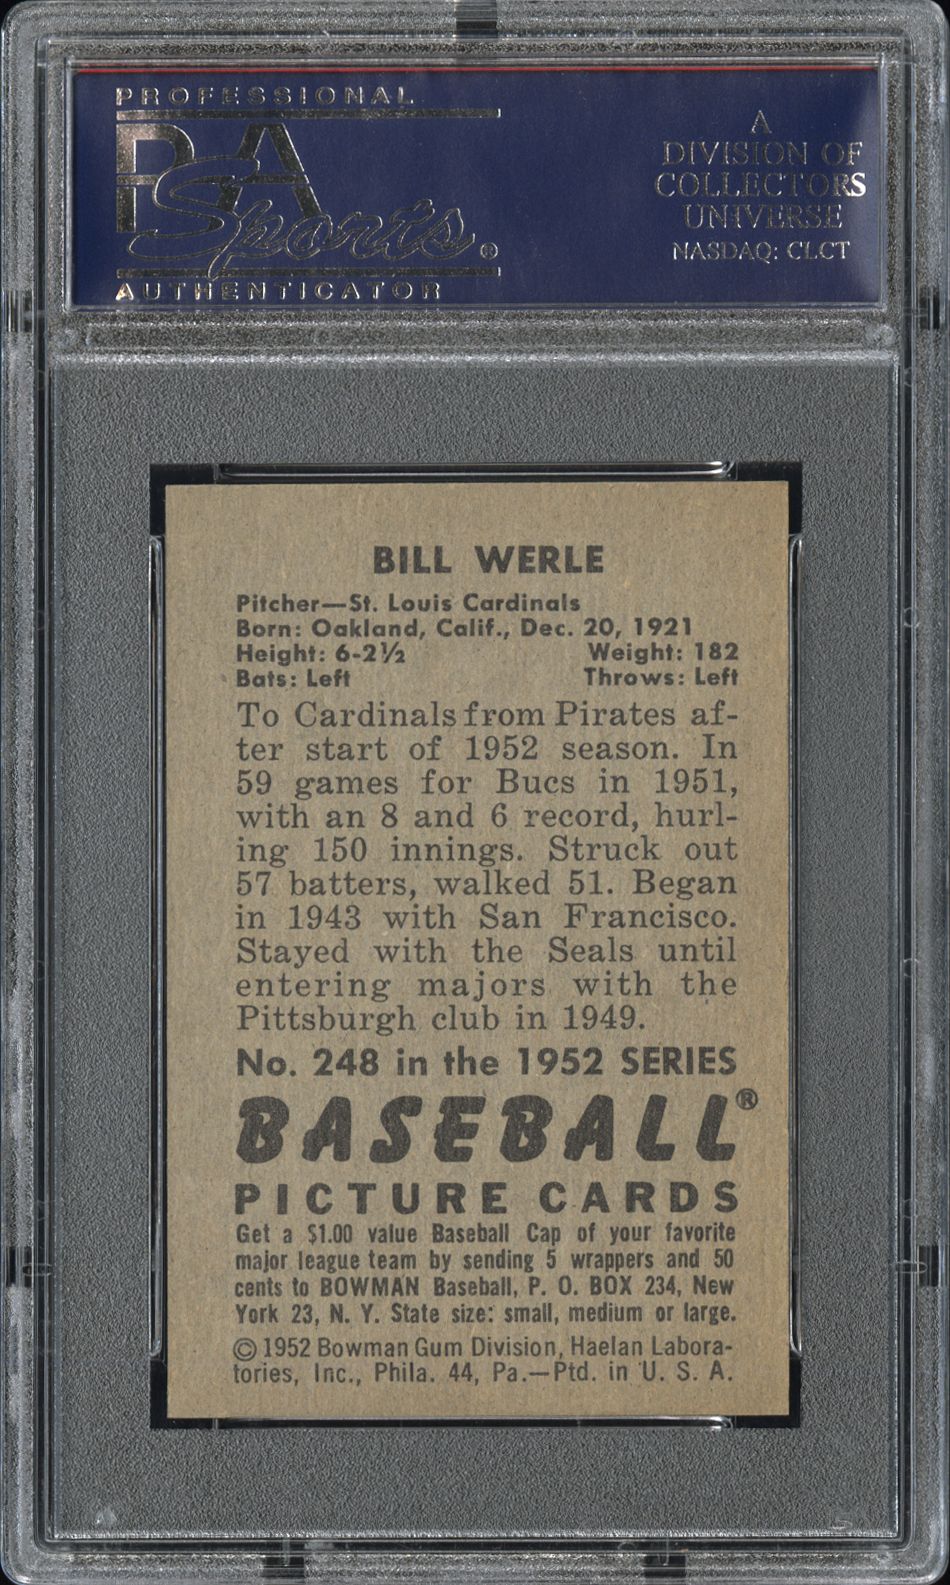 PROFESSIONAL
PSA
Sports®
AUTHENTICATOR
A
DIVISION OF
COLLECTORS
UNIVERSE
NASDAQ: CLCT
BILL WERLE
Pitcher—St. Louis Cardinals
Born: Oakland, Calif., Dec. 20, 1921
Height: 6-2½ Weight: 182
Bats: Left Throws: Left
To Cardinals from Pirates af-
ter start of 1952 season. In
59 games for Bucs in 1951,
with an 8 and 6 record, hurl-
ing 150 innings. Struck out
57 batters, walked 51. Began
in 1943 with San Francisco.
Stayed with the Seals until
entering majors with the
Pittsburgh club in 1949.
No. 248 in the 1952 SERIES
BASEBALL®
PICTURE CARDS
Get a $1.00 value Baseball Cap of your favorite
major league team by sending 5 wrappers and 50
cents to BOWMAN Baseball, P. O. BOX 234, New
York 23, N. Y. State size: small, medium or large.
©1952 Bowman Gum Division, Haelan Labora-
tories, Inc., Phila. 44, Pa.—Ptd. in U. S. A.